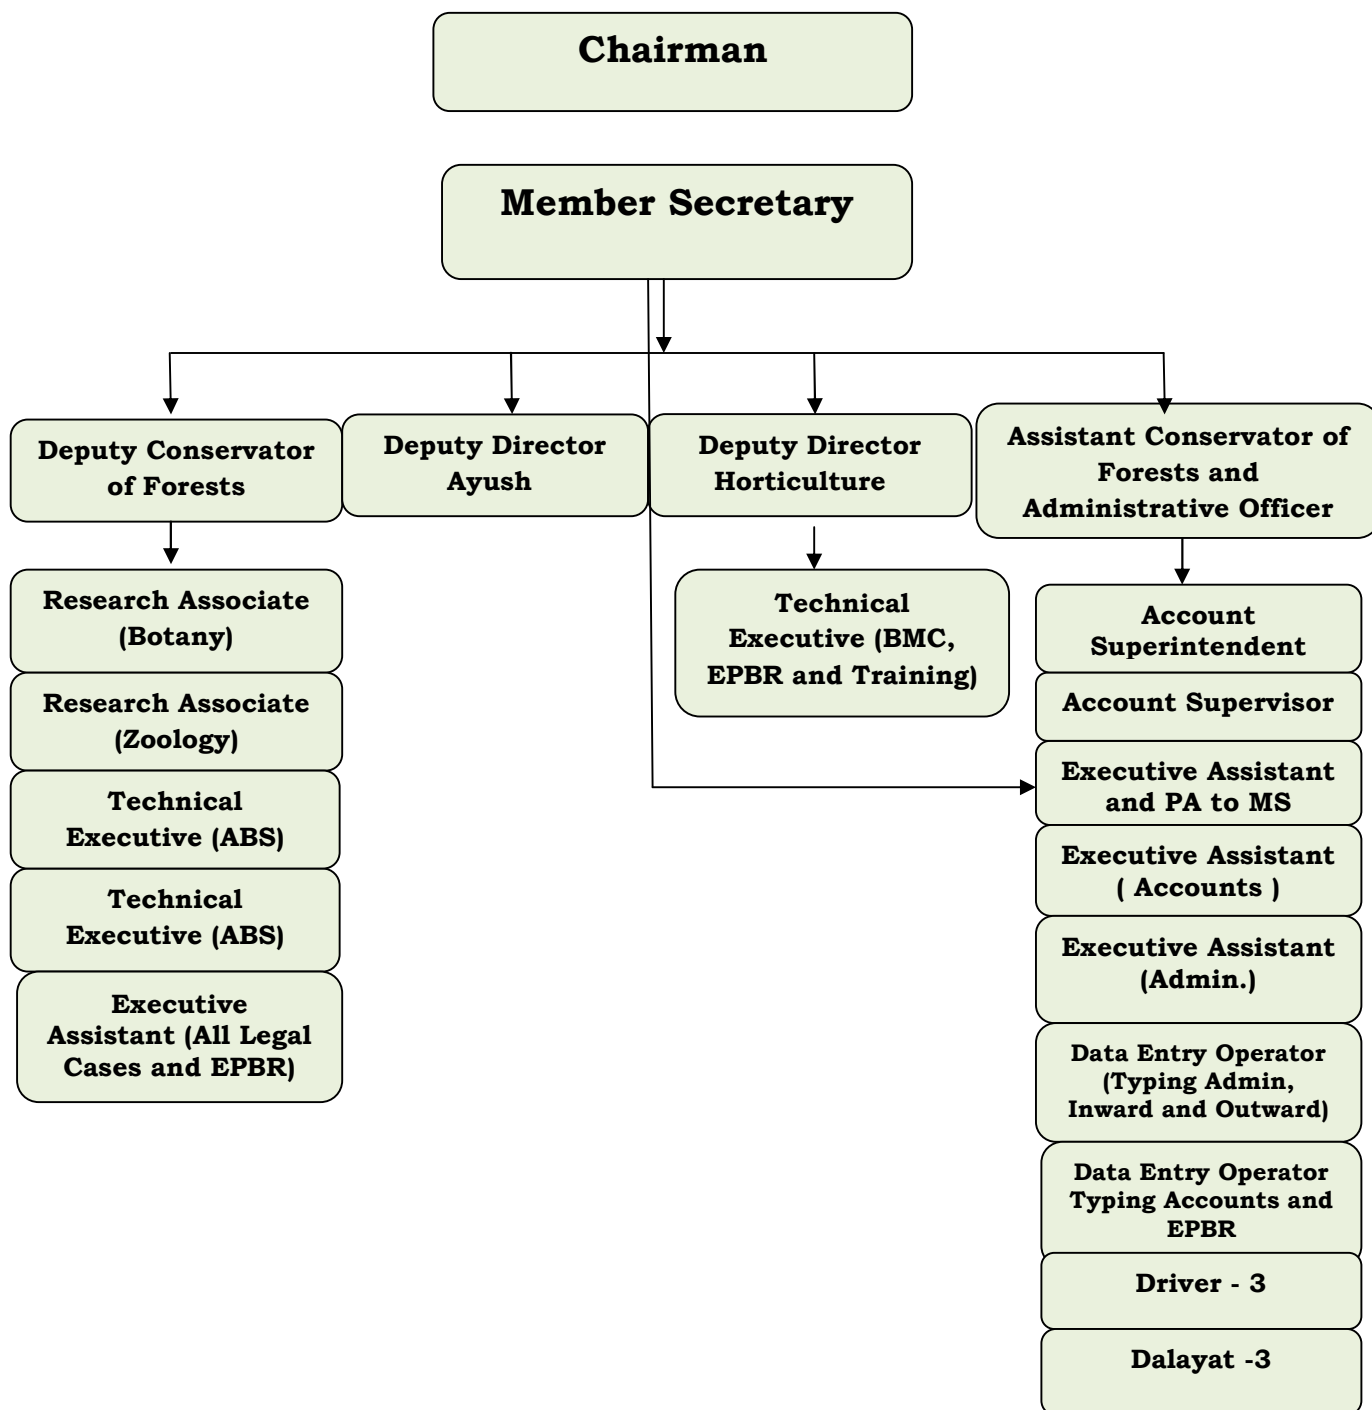 Chairman
Member Secretary
Deputy Conservator
of Forests
Deputy Director
Ayush
Deputy Director
Horticulture
Assistant Conservator of
Forests and
Administrative Officer
Research Associate
(Botany)
Research Associate
(Zoology)
Technical
Executive (ABS)
Technical
Executive (ABS)
Executive
Assistant (All Legal
Cases and EPBR)
Technical
Executive (BMC,
EPBR and Training)
Account
Superintendent
Account Supervisor
Executive Assistant
and PA to MS
Executive Assistant
( Accounts )
Executive Assistant
(Admin.)
Data Entry Operator
(Typing Admin,
Inward and Outward)
Data Entry Operator
Typing Accounts and
EPBR
Driver - 3
Dalayat -3